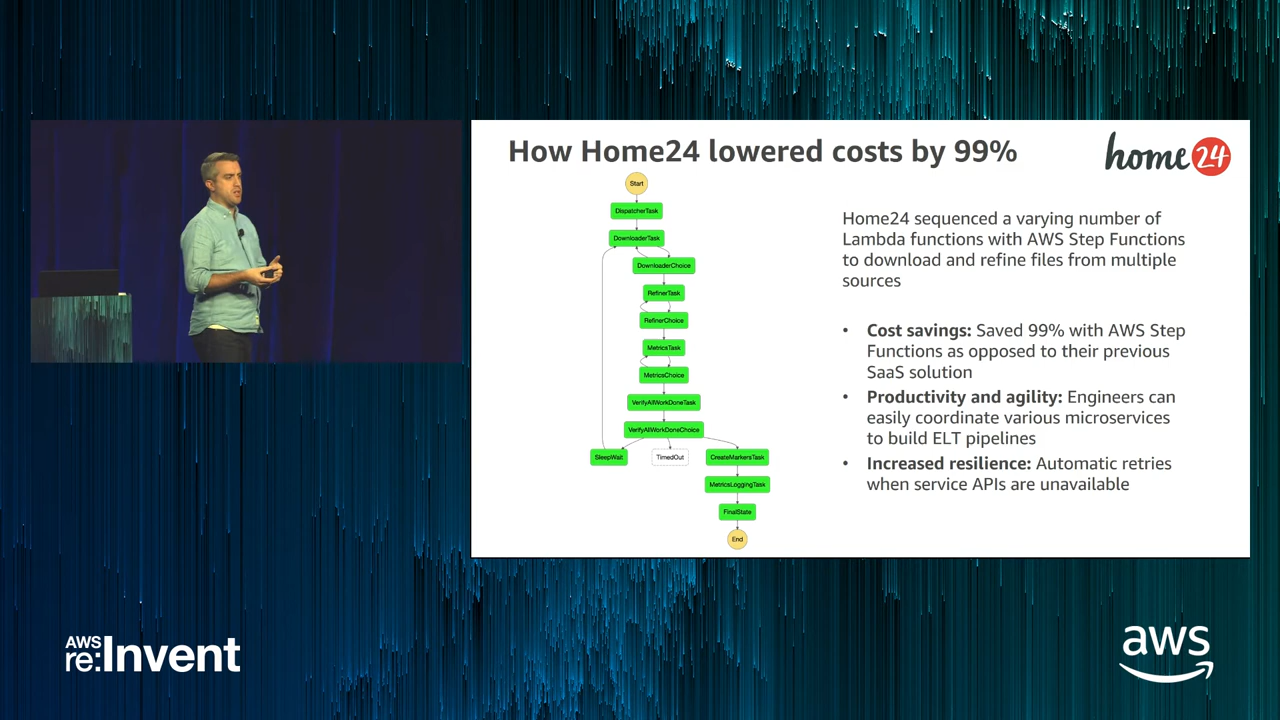 How Home24 lowered costs by 99%
home24
Start
DispatcherTask
DownloaderTask
DownloaderChoice
RefinerTask
RefinerChoice
MetricsTask
MetricsChoice
VerifyAllWorkDoneTask
VerifyAllWorkDoneChoice
SleepWait
TimedOut
CreateMarkersTask
MetricsLoggingTask
FinalState
End
Home24 sequenced a varying number of
Lambda functions with AWS Step Functions
to download and refine files from multiple
sources
• Cost savings: Saved 99% with AWS Step
Functions as opposed to their previous
SaaS solution
• Productivity and agility: Engineers can
easily coordinate various microservices
to build ELT pipelines
• Increased resilience: Automatic retries
when service APIs are unavailable
AWS
re:Invent
aws